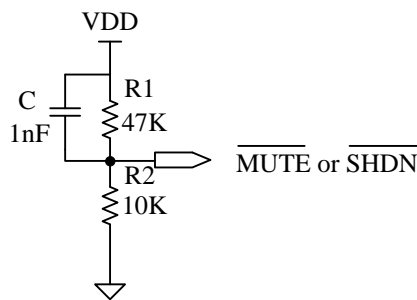 VDD
R1
C
47K
1nF
MUTE or SHDN
R2
10K